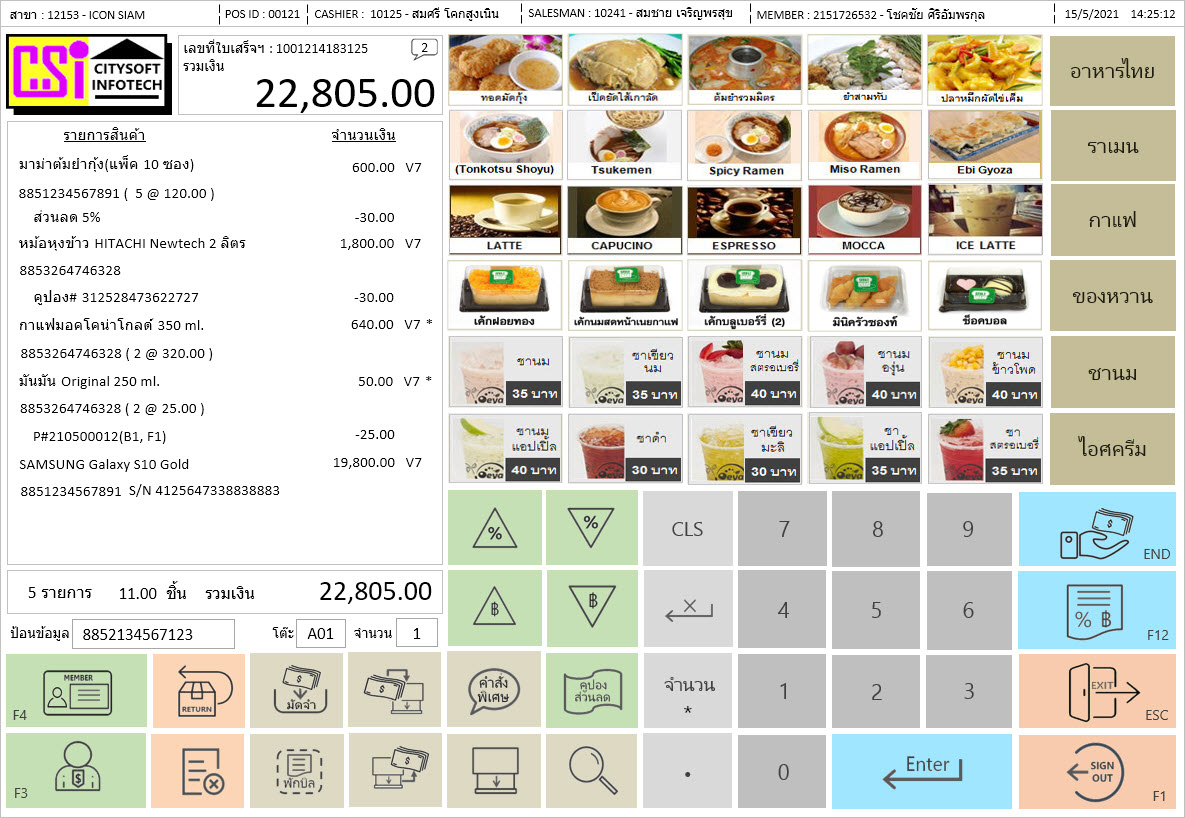 สาขา : 12153 - ICON SIAM POS ID : 00121 CASHIER : 10125 - สมศรี โคกสูงเนิน SALESMAN : 10241 - สมชาย เจริญพรสุข MEMBER : 2151726532 - โชคชัย ศิริอัมพรกุล 15/5/2021 14:25:12
CSi CITYSOFT INFOTECH
เลขที่ใบเสร็จฯ : 1001214183125 2
รวมเงิน
22,805.00
รายการสินค้า จำนวนเงิน
มาม่าต้มยำกุ้ง(แพ็ค 10 ซอง) 600.00 V7
8851234567891 ( 5 @ 120.00 )
ส่วนลด 5% -30.00
หม้อหุงข้าว HITACHI Newtech 2 ลิตร 1,800.00 V7
8853264746328
คูปอง# 312528473622727 -30.00
กาแฟมอคโคน่าโกลด์ 350 ml. 640.00 V7 *
8853264746328 ( 2 @ 320.00 )
มันมัน Original 250 ml. 50.00 V7 *
8853264746328 ( 2 @ 25.00 )
P#210500012(B1, F1) -25.00
SAMSUNG Galaxy S10 Gold 19,800.00 V7
8851234567891 S/N 4125647338838883
5 รายการ 11.00 ชิ้น รวมเงิน 22,805.00
ป้อนข้อมูล 8852134567123 โต๊ะ A01 จำนวน 1
ทอดมัดกุ้ง เป็ดยัดไส้เกาลัด ต้มยำรวมมิตร ยำสามทับ ปลาหมึกผัดไข่เค็ม อาหารไทย
(Tonkotsu Shoyu) Tsukemen Spicy Ramen Miso Ramen Ebi Gyoza ราเมน
LATTE CAPUCINO ESPRESSO MOCCA ICE LATTE กาแฟ
เค้กฝอยทอง เค้กนมสดหน้าเนยกาแฟ เค้กบลูเบอร์รี่ (2) มินิครัวซองท์ ช็อคบอล ของหวาน
ชานม 35 บาท ชาเขียวนม 35 บาท ชานม สตรอเบอรี่ 40 บาท ชานม องุ่น 40 บาท ชานม ข้าวโพด 40 บาท ชานม
ชานม แอปเปิ้ล 40 บาท ชาดำ 30 บาท ชาเขียว มะลิ 30 บาท ชา แอปเปิ้ล 35 บาท ชา สตรอเบอรี่ 35 บาท ไอศครีม
% % CLS 7 8 9 END
฿ ฿ X 4 5 6 % ฿ F12
F4 MEMBER RETURN มัดจำ คำสั่งพิเศษ คูปองส่วนลด จำนวน * 1 2 3 EXIT ESC
F3 $ พักบิล . 0 Enter SIGN OUT F1